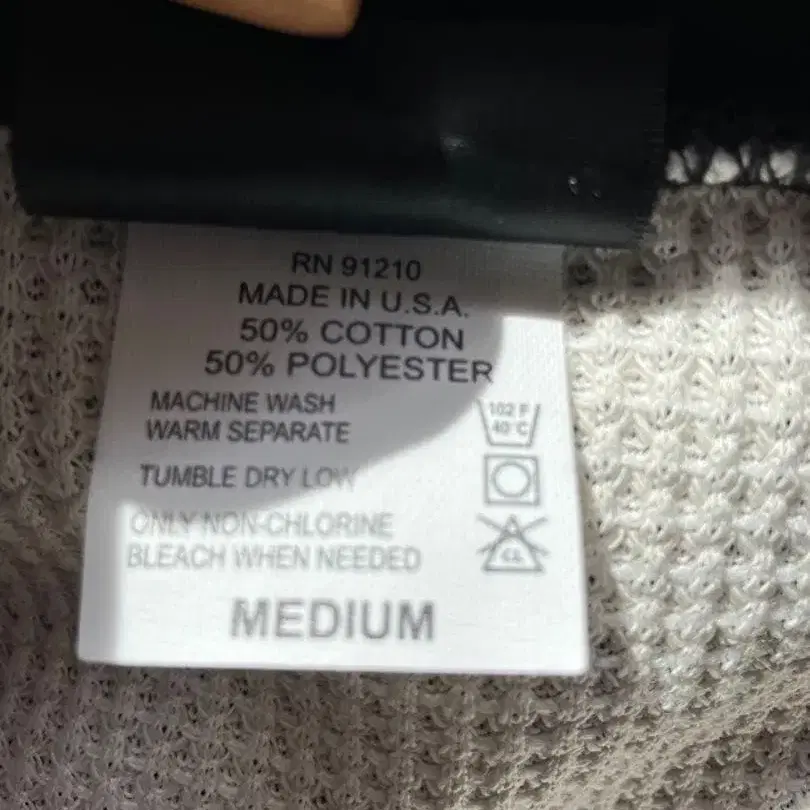 RN 91210
MADE IN U.S.A.
50% COTTON
50% POLYESTER
MACHINE WASH
WARM SEPARATE
102 F
40°C
TUMBLE DRY LOW
ONLY NON-CHLORINE
BLEACH WHEN NEEDED
MEDIUM